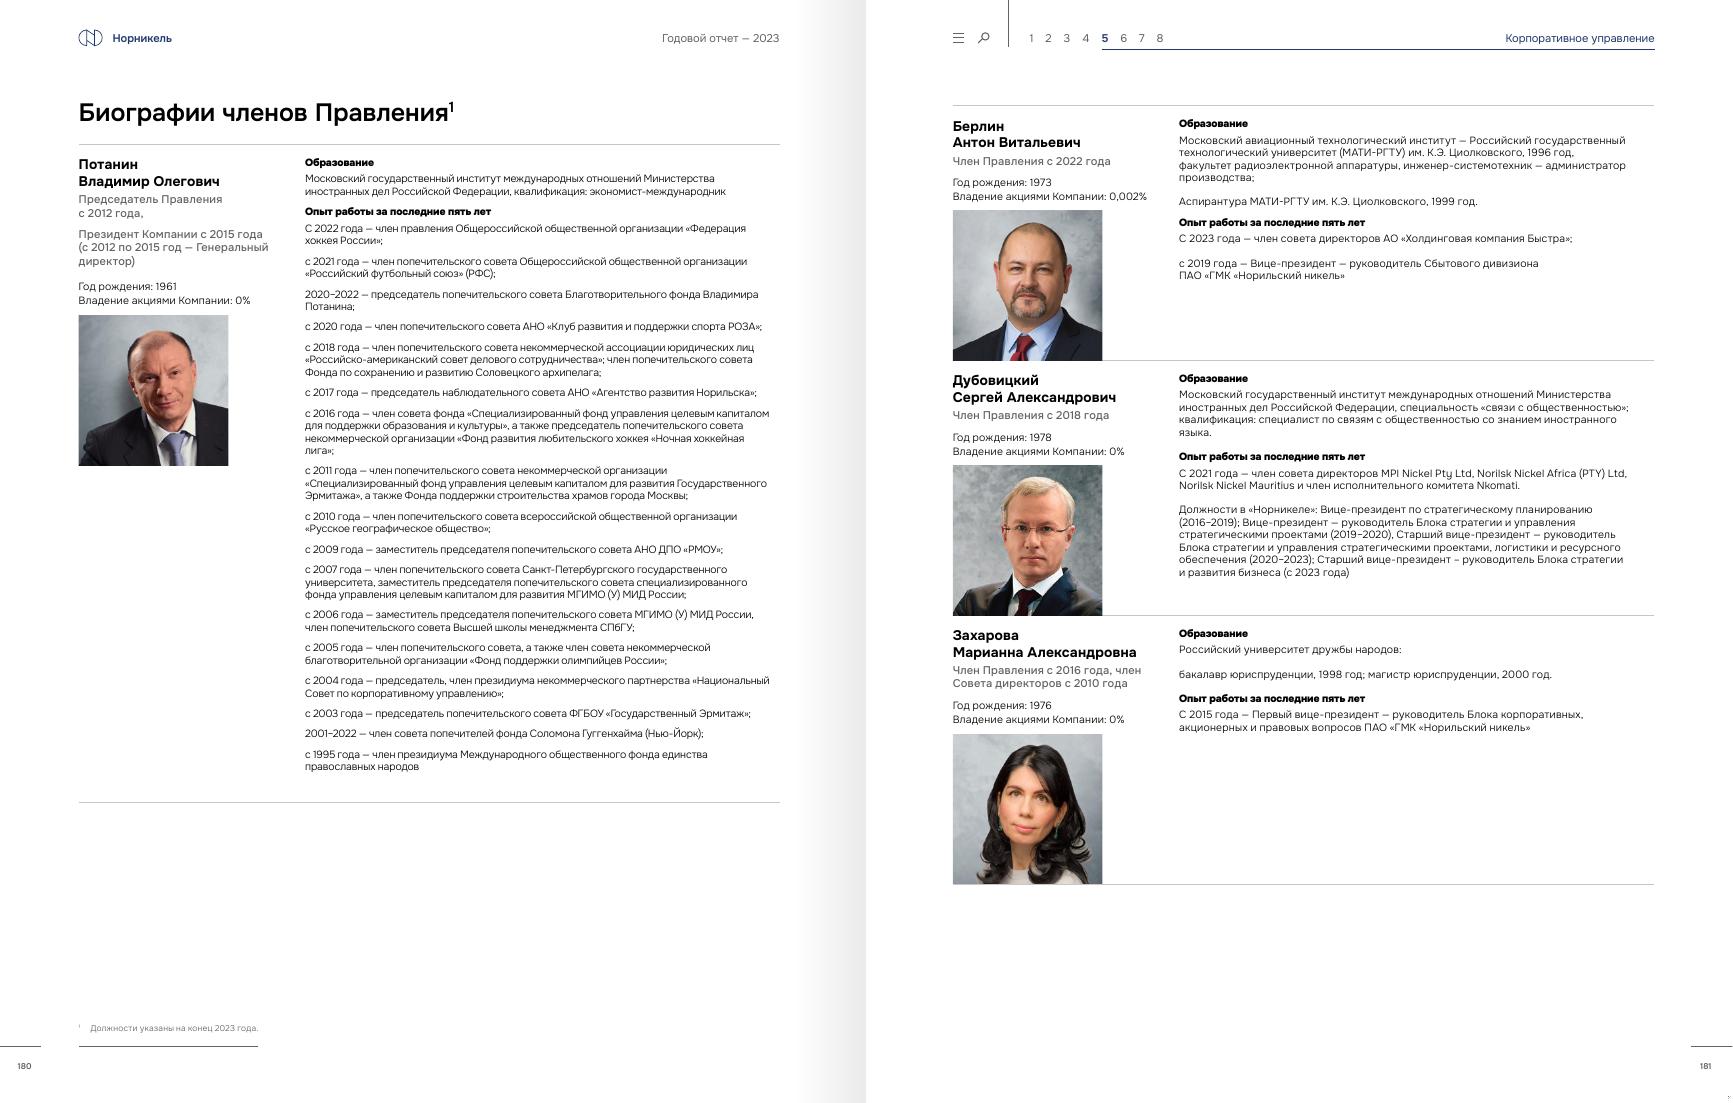 Норникель
Годовой отчет — 2023
Биографии членов Правления¹
Потанин
Владимир Олегович
Председатель Правления
с 2012 года,
Президент Компании с 2015 года
(с 2012 по 2015 год — Генеральный
директор)
Год рождения: 1961
Владение акциями Компании: 0%
Образование
Московский государственный институт международных отношений Министерства
иностранных дел Российской Федерации, квалификация: экономист-международник
Опыт работы за последние пять лет
С 2022 года — член правления Общероссийской общественной организации «Федерация
хоккея России»;
с 2021 года — член попечительского совета Общероссийской общественной организации
«Российский футбольный союз» (РФС);
2020–2022 — председатель попечительского совета Благотворительного фонда Владимира
Потанина;
с 2020 года — член попечительского совета АНО «Клуб развития и поддержки спорта РОЗА»;
с 2018 года — член попечительского совета некоммерческой ассоциации юридических лиц
«Российско-американский совет делового сотрудничества»; член попечительского совета
Фонда по сохранению и развитию Соловецкого архипелага;
с 2017 года — председатель наблюдательного совета АНО «Агентство развития Норильска»;
с 2016 года — член совета фонда «Специализированный фонд управления целевым капиталом
для поддержки образования и культуры», а также председатель попечительского совета
некоммерческой организации «Фонд развития любительского хоккея «Ночная хоккейная
лига»;
с 2011 года — член попечительского совета некоммерческой организации
«Специализированный фонд управления целевым капиталом для развития Государственного
Эрмитажа», а также Фонда поддержки строительства храмов города Москвы;
с 2010 года — член попечительского совета всероссийской общественной организации
«Русское географическое общество»;
с 2009 года — заместитель председателя попечительского совета АНО ДПО «РМОУ»;
с 2007 года — член попечительского совета Санкт-Петербургского государственного
университета, заместитель председателя попечительского совета специализированного
фонда управления целевым капиталом для развития МГИМО (У) МИД России;
с 2006 года — заместитель председателя попечительского совета МГИМО (У) МИД России,
член попечительского совета Высшей школы менеджмента СПбГУ;
с 2005 года — член попечительского совета, а также член совета некоммерческой
благотворительной организации «Фонд поддержки олимпийцев России»;
с 2004 года — председатель, член президиума некоммерческого партнерства «Национальный
Совет по корпоративному управлению»;
с 2003 года — председатель попечительского совета ФГБОУ «Государственный Эрмитаж»;
2001–2022 — член совета попечителей фонда Соломона Гуггенхайма (Нью-Йорк);
с 1995 года — член президиума Международного общественного фонда единства
православных народов
¹ Должности указаны на конец 2023 года.
180
1 2 3 4 5 6 7 8
Корпоративное управление
Берлин
Антон Витальевич
Член Правления с 2022 года
Год рождения: 1973
Владение акциями Компании: 0,002%
Образование
Московский авиационный технологический институт — Российский государственный
технологический университет (МАТИ-РГТУ) им. К.Э. Циолковского, 1996 год,
факультет радиоэлектронной аппаратуры, инженер-системотехник — администратор
производства;
Аспирантура МАТИ-РГТУ им. К.Э. Циолковского, 1999 год.
Опыт работы за последние пять лет
С 2023 года — член совета директоров АО «Холдинговая компания Быстра»;
с 2019 года — Вице-президент — руководитель Сбытового дивизиона
ПАО «ГМК «Норильский никель»
Дубовицкий
Сергей Александрович
Член Правления с 2018 года
Год рождения: 1978
Владение акциями Компании: 0%
Образование
Московский государственный институт международных отношений Министерства
иностранных дел Российской Федерации, специальность «связи с общественностью»;
квалификация: специалист по связям с общественностью со знанием иностранного
языка.
Опыт работы за последние пять лет
С 2021 года — член совета директоров MPI Nickel Pty Ltd, Norilsk Nickel Africa (PTY) Ltd,
Norilsk Nickel Mauritius и член исполнительного комитета Nkomati.
Должности в «Норникеле»: Вице-президент по стратегическому планированию
(2016–2019); Вице-президент — руководитель Блока стратегии и управления
стратегическими проектами (2019–2020), Старший вице-президент — руководитель
Блока стратегии и управления стратегическими проектами, логистики и ресурсного
обеспечения (2020–2023); Старший вице-президент – руководитель Блока стратегии
и развития бизнеса (с 2023 года)
Захарова
Марианна Александровна
Член Правления с 2016 года, член
Совета директоров с 2010 года
Год рождения: 1976
Владение акциями Компании: 0%
Образование
Российский университет дружбы народов:
бакалавр юриспруденции, 1998 год; магистр юриспруденции, 2000 год.
Опыт работы за последние пять лет
С 2015 года — Первый вице-президент — руководитель Блока корпоративных,
акционерных и правовых вопросов ПАО «ГМК «Норильский никель»
181